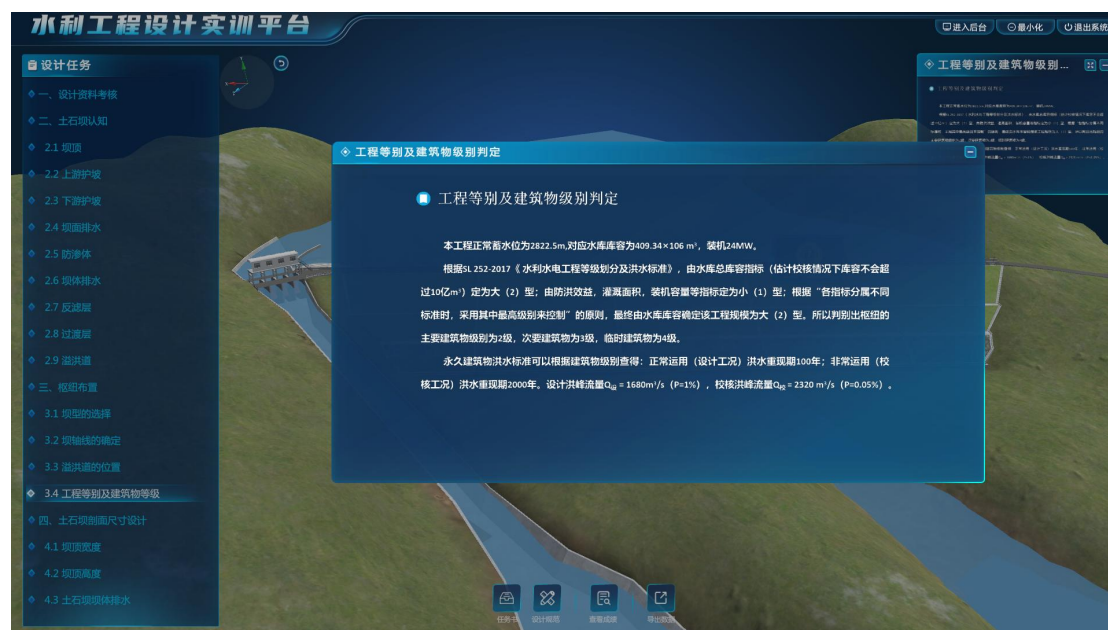 水利工程设计实训平台
进入后台
最小化
退出系统
设计任务
一、设计资料考核
二、土石坝认知
2.1 坝顶
2.2 上游护坡
2.3 下游护坡
2.4 坝面排水
2.5 防渗体
2.6 坝体排水
2.7 反滤层
2.8 过渡层
2.9 溢洪道
三、枢纽布置
3.1 坝型的选择
3.2 坝轴线的确定
3.3 溢洪道的位置
3.4 工程等别及建筑物等级
四、土石坝剖面尺寸设计
4.1 坝顶宽度
4.2 坝顶高度
4.3 土石坝坝体排水
工程等别及建筑物级别判定
工程等别及建筑物级别判定
本工程正常蓄水位为2822.5m,对应水库库容为409.34×106 m³，装机24MW。
根据SL 252-2017《 水利水电工程等级划分及洪水标准》，由水库总库容指标（估计校核情况下库容不会超
过10亿m³）定为大（2）型；由防洪效益，灌溉面积，装机容量等指标定为小（1）型；根据“各指标分属不同
标准时，采用其中最高级别来控制”的原则，最终由水库库容确定该工程规模为大（2）型。所以判别出枢纽的
主要建筑物级别为2级，次要建筑物为3级，临时建筑物为4级。
永久建筑物洪水标准可以根据建筑物级别查得：正常运用（设计工况）洪水重现期100年；非常运用（校
核工况）洪水重现期2000年。设计洪峰流量Q设 = 1680m³/s（P=1%），校核洪峰流量Q校 = 2320 m³/s（P=0.05%）。
工程等别及建筑物级别...
工程等别及建筑物级别判定
任务书
设计规范
查看成绩
导出数据